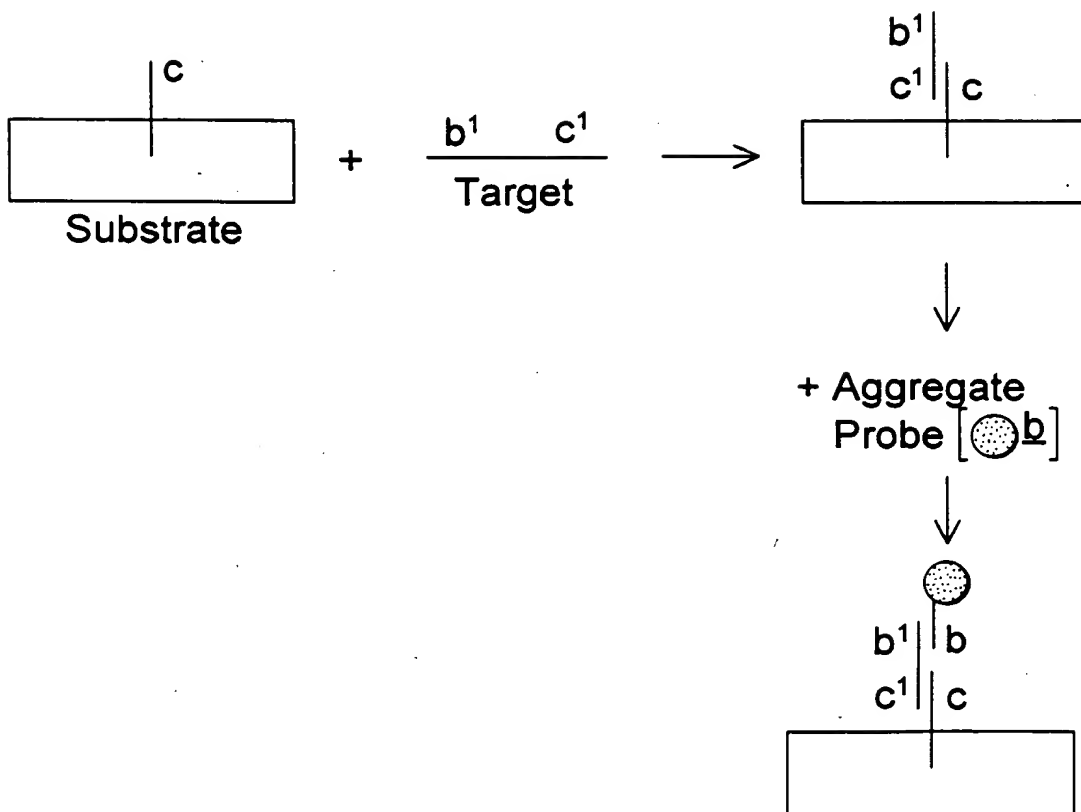 c
+
b¹ c¹
Target
Substrate
b¹
c¹ c
+ Aggregate
Probe [b]
b¹ b
c¹ c